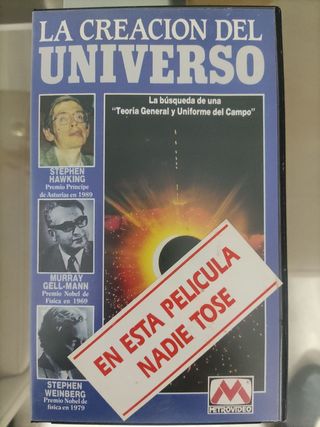 LA CREACION DEL
UNIVERSO
La búsqueda de una
"Teoría General y Uniforme del Campo"
STEPHEN
HAWKING
Premio Príncipe
de Asturias en 1989
MURRAY
GELL-MANN
Premio Nobel de
Física en 1969
STEPHEN
WEINBERG
Premio Nobel de
física en 1979
EN ESTA PELICULA
NADIE TOSE
M
METROVIDEO